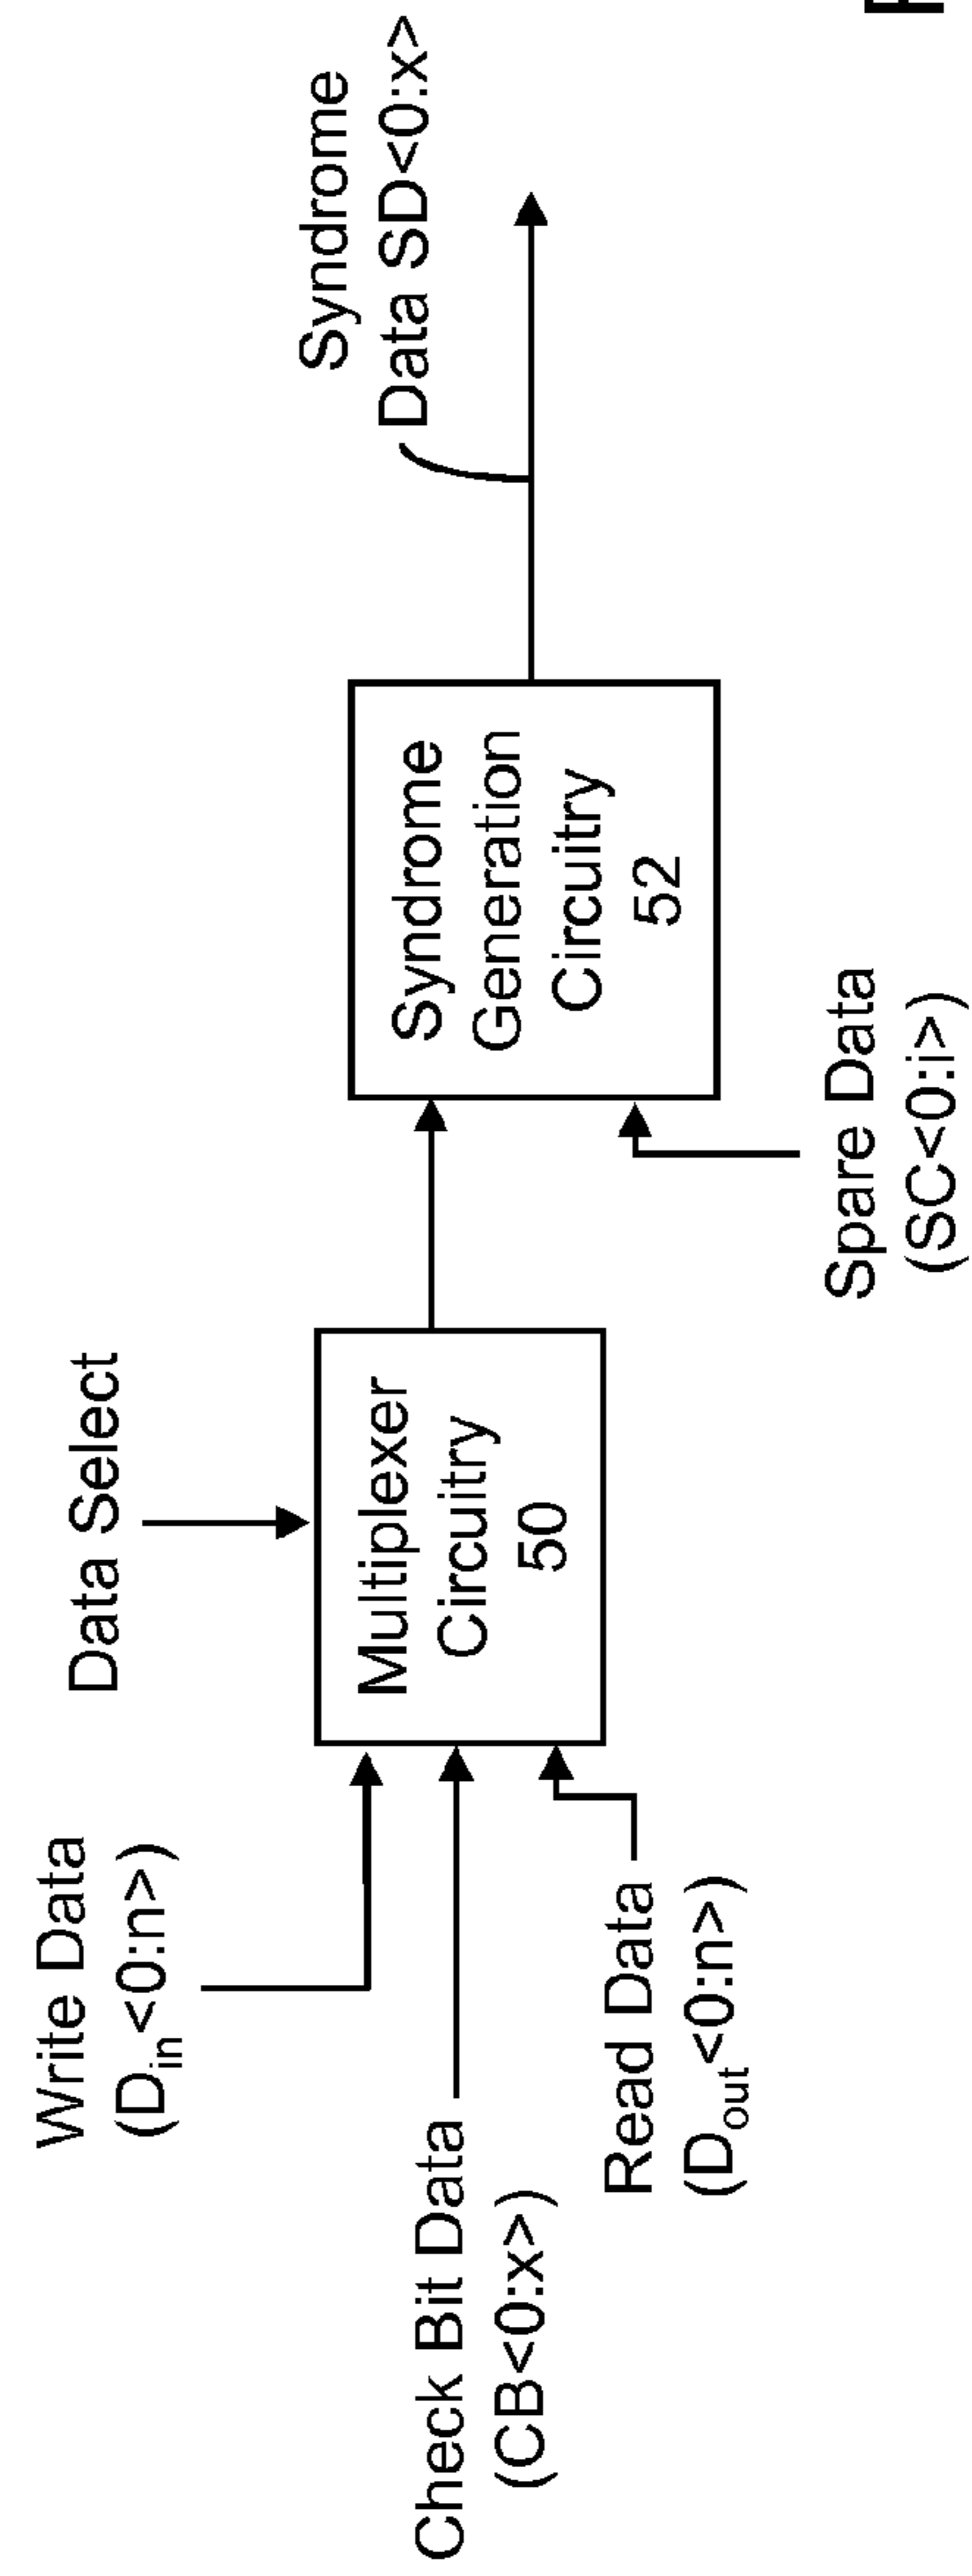 Write Data
(Din<0:n>)
Check Bit Data
(CB<0:x>)
Read Data
(Dout<0:n>)
Data Select
Multiplexer
Circuitry
50
Spare Data
(SC<0:i>)
Syndrome
Generation
Circuitry
52
Syndrome
Data SD<0:x>